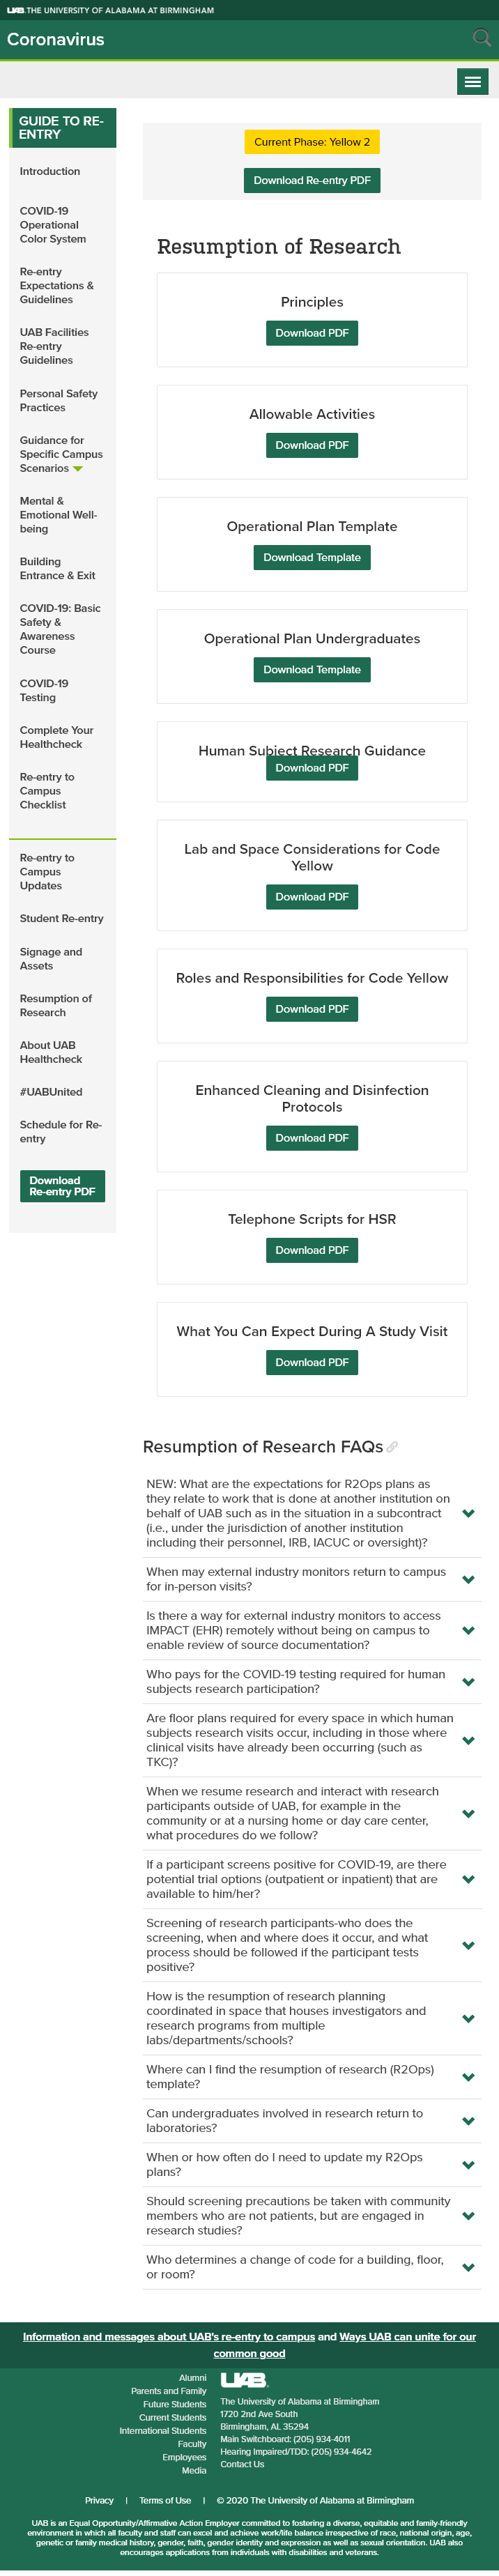 UAB THE UNIVERSITY OF ALABAMA AT BIRMINGHAM
Coronavirus
GUIDE TO RE-
ENTRY
Introduction
COVID-19
Operational
Color System
Re-entry
Expectations &
Guidelines
UAB Facilities
Re-entry
Guidelines
Personal Safety
Practices
Guidance for
Specific Campus
Scenarios
Mental &
Emotional Well-
being
Building
Entrance & Exit
COVID-19: Basic
Safety &
Awareness
Course
COVID-19
Testing
Complete Your
Healthcheck
Re-entry to
Campus
Checklist
Re-entry to
Campus
Updates
Student Re-entry
Signage and
Assets
Resumption of
Research
About UAB
Healthcheck
#UABUnited
Schedule for Re-
entry
Download
Re-entry PDF
Current Phase: Yellow 2
Download Re-entry PDF
Resumption of Research
Principles
Download PDF
Allowable Activities
Download PDF
Operational Plan Template
Download Template
Operational Plan Undergraduates
Download Template
Human Subject Research Guidance
Download PDF
Lab and Space Considerations for Code
Yellow
Download PDF
Roles and Responsibilities for Code Yellow
Download PDF
Enhanced Cleaning and Disinfection
Protocols
Download PDF
Telephone Scripts for HSR
Download PDF
What You Can Expect During A Study Visit
Download PDF
Resumption of Research FAQs
NEW: What are the expectations for R2Ops plans as
they relate to work that is done at another institution on
behalf of UAB such as in the situation in a subcontract
(i.e., under the jurisdiction of another institution
including their personnel, IRB, IACUC or oversight)?
When may external industry monitors return to campus
for in-person visits?
Is there a way for external industry monitors to access
IMPACT (EHR) remotely without being on campus to
enable review of source documentation?
Who pays for the COVID-19 testing required for human
subjects research participation?
Are floor plans required for every space in which human
subjects research visits occur, including in those where
clinical visits have already been occurring (such as
TKC)?
When we resume research and interact with research
participants outside of UAB, for example in the
community or at a nursing home or day care center,
what procedures do we follow?
If a participant screens positive for COVID-19, are there
potential trial options (outpatient or inpatient) that are
available to him/her?
Screening of research participants-who does the
screening, when and where does it occur, and what
process should be followed if the participant tests
positive?
How is the resumption of research planning
coordinated in space that houses investigators and
research programs from multiple
labs/departments/schools?
Where can I find the resumption of research (R2Ops)
template?
Can undergraduates involved in research return to
laboratories?
When or how often do I need to update my R2Ops
plans?
Should screening precautions be taken with community
members who are not patients, but are engaged in
research studies?
Who determines a change of code for a building, floor,
or room?
Information and messages about UAB's re-entry to campus and Ways UAB can unite for our
common good
Alumni
Parents and Family
Future Students
Current Students
International Students
Faculty
Employees
Media
UAB
The University of Alabama at Birmingham
1720 2nd Ave South
Birmingham, AL 35294
Main Switchboard: (205) 934-4011
Hearing Impaired/TDD: (205) 934-4642
Contact Us
Privacy | Terms of Use | © 2020 The University of Alabama at Birmingham
UAB is an Equal Opportunity/Affirmative Action Employer committed to fostering a diverse, equitable and family-friendly
environment in which all faculty and staff can excel and achieve work/life balance irrespective of race, national origin, age,
genetic or family medical history, gender, faith, gender identity and expression as well as sexual orientation. UAB also
encourages applications from individuals with disabilities and veterans.